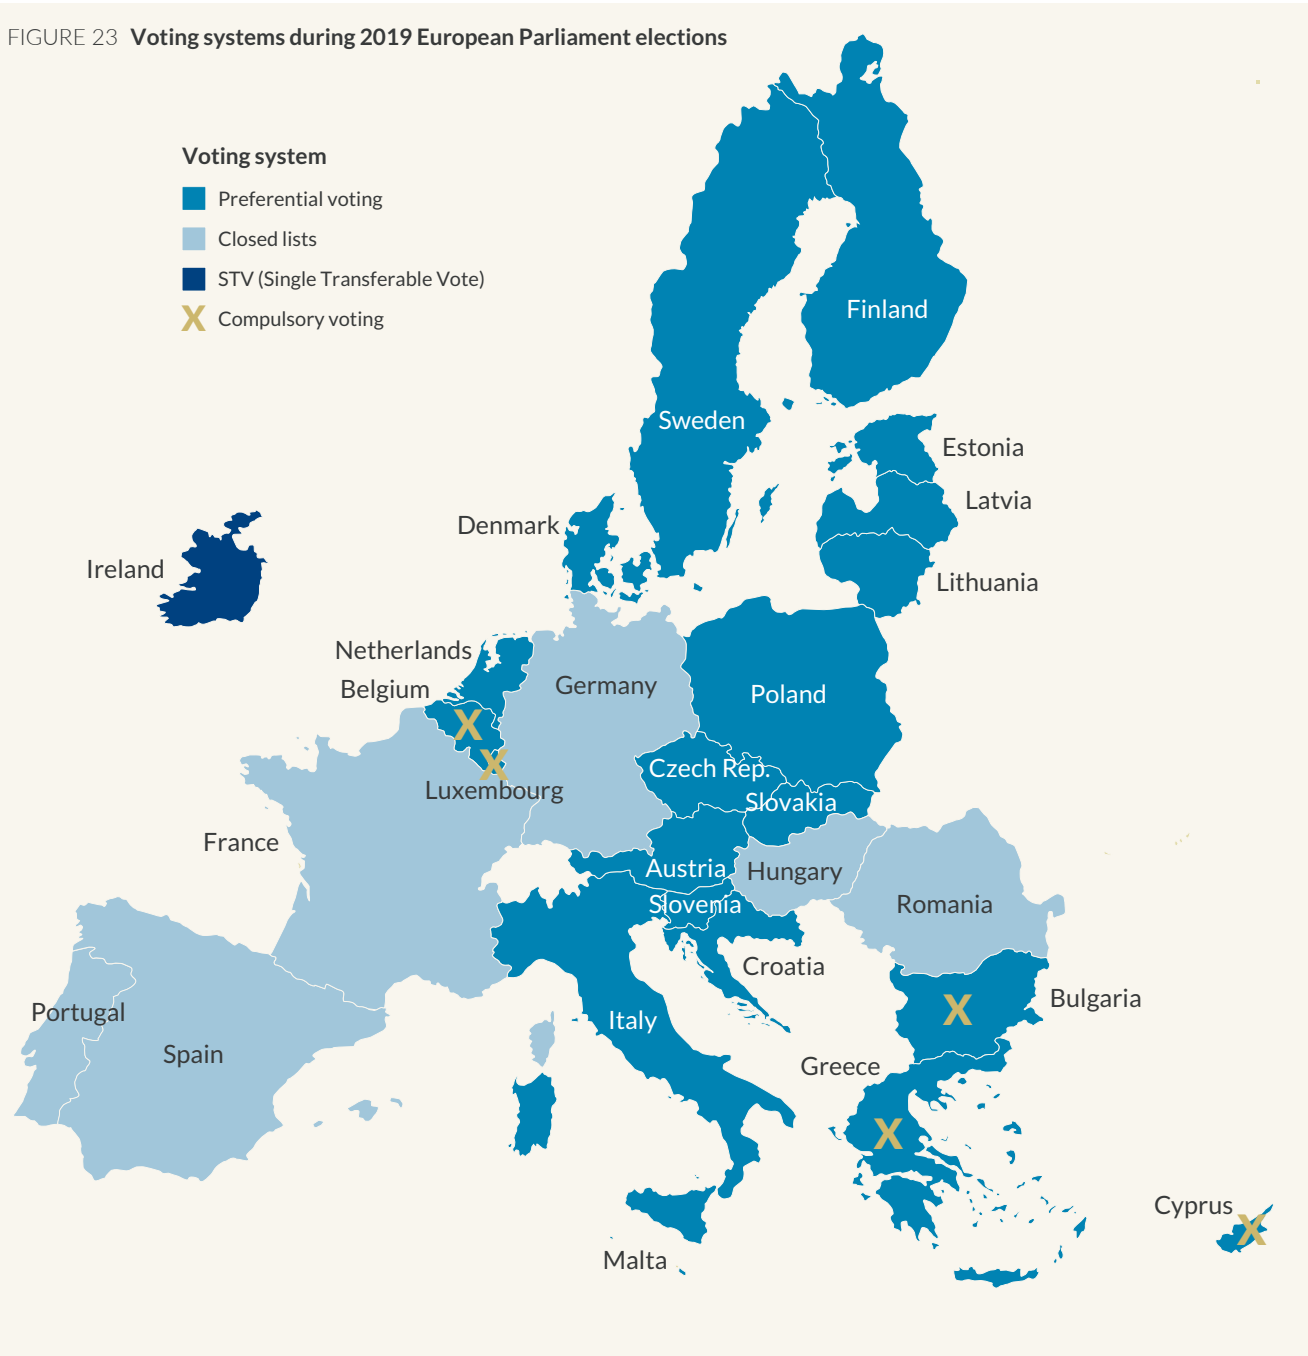 FIGURE 23 Voting systems during 2019 European Parliament elections
Voting system
Preferential voting
Closed lists
STV (Single Transferable Vote)
X Compulsory voting
Finland
Sweden
Estonia
Latvia
Denmark
Ireland
Lithuania
Netherlands
Belgium
Germany
Poland
X
X
Czech Rep.
Luxembourg
Slovakia
France
Austria
Hungary
Slovenia
Romania
Croatia
Portugal
Bulgaria
X
Italy
Spain
Greece
X
Cyprus
X
Malta